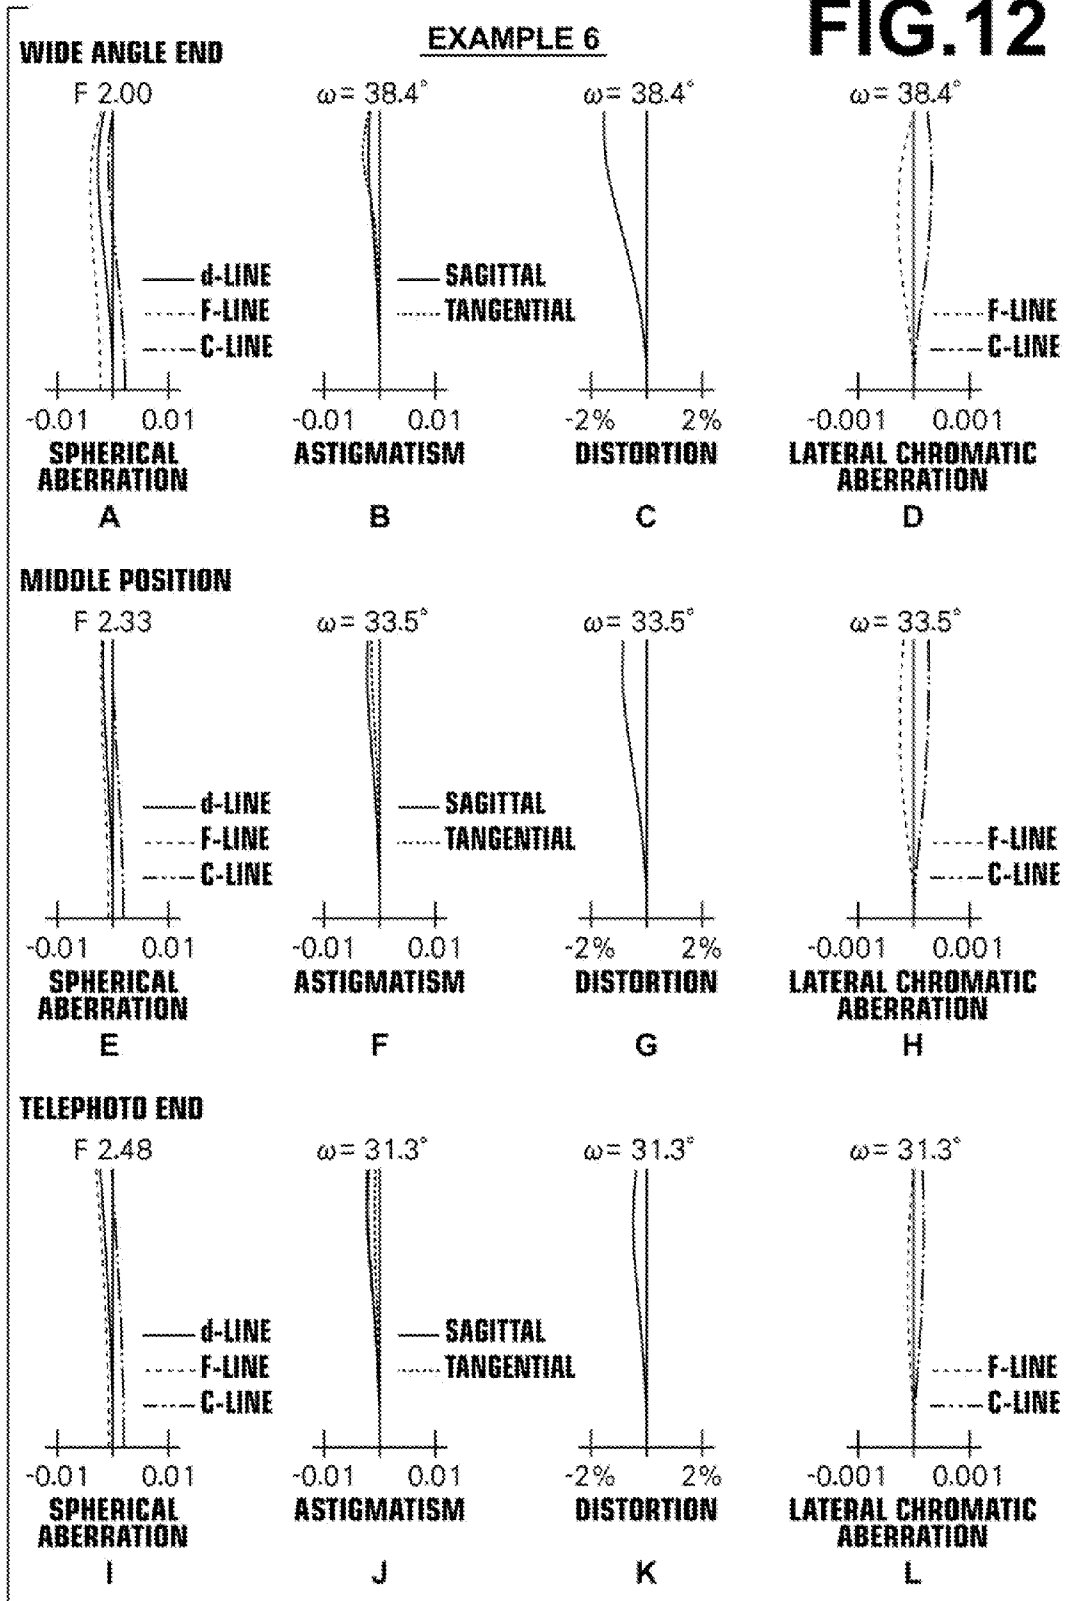 EXAMPLE 6
FIG.12
WIDE ANGLE END
F 2.00
ω= 38.4°
ω= 38.4°
ω= 38.4°
d-LINE
F-LINE
C-LINE
SAGITTAL
TANGENTIAL
F-LINE
C-LINE
-0.01 0.01
-0.01 0.01
-2% 2%
-0.001 0.001
SPHERICAL
ABERRATION
ASTIGMATISM
DISTORTION
LATERAL CHROMATIC
ABERRATION
A
B
C
D
MIDDLE POSITION
F 2.33
ω= 33.5°
ω= 33.5°
ω= 33.5°
d-LINE
F-LINE
C-LINE
SAGITTAL
TANGENTIAL
F-LINE
C-LINE
-0.01 0.01
-0.01 0.01
-2% 2%
-0.001 0.001
SPHERICAL
ABERRATION
ASTIGMATISM
DISTORTION
LATERAL CHROMATIC
ABERRATION
E
F
G
H
TELEPHOTO END
F 2.48
ω= 31.3°
ω= 31.3°
ω= 31.3°
d-LINE
F-LINE
C-LINE
SAGITTAL
TANGENTIAL
F-LINE
C-LINE
-0.01 0.01
-0.01 0.01
-2% 2%
-0.001 0.001
SPHERICAL
ABERRATION
ASTIGMATISM
DISTORTION
LATERAL CHROMATIC
ABERRATION
I
J
K
L